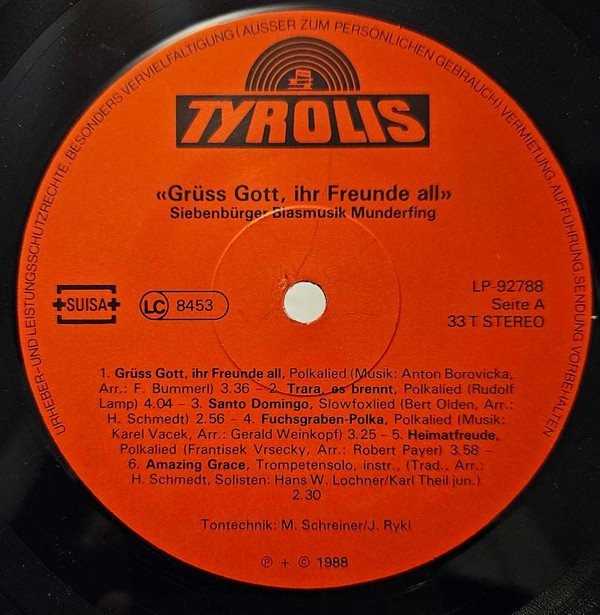 URHEBER- UND LEISTUNGSSCHUTZRECHTE. BESONDERS VERVIELFÄLTIGUNG (AUSSER ZUM PERSÖNLICHEN GEBRAUCH), VERMIETUNG, AUFFÜHRUNG, SENDUNG VORBEHALTEN
TYROLIS
«Grüss Gott, ihr Freunde all»
Siebenbürger Blasmusik Munderfing
SUISA
LC 8453
LP-92788
Seite A
33 T STEREO
1. Grüss Gott, ihr Freunde all, Polkalied (Musik: Anton Borovicka,
Arr.: F. Bummerl) 3.36 – 2. Trara, es brennt, Polkalied (Rudolf
Lamp) 4.04 – 3. Santo Domingo, Slowfoxlied (Bert Olden, Arr.:
H. Schmedt) 2.56 – 4. Fuchsgraben-Polka, Polkalied (Musik:
Karel Vacek, Arr.: Gerald Weinkopf) 3.25 – 5. Heimatfreude,
Polkalied (Frantisek Vrsecky, Arr.: Robert Payer) 3.58 –
6. Amazing Grace, Trompetensolo, instr., (Trad., Arr.:
H. Schmedt, Solisten: Hans W. Lochner/Karl Theil jun.)
2.30
Tontechnik: M. Schreiner/J. Rykl
℗ + © 1988